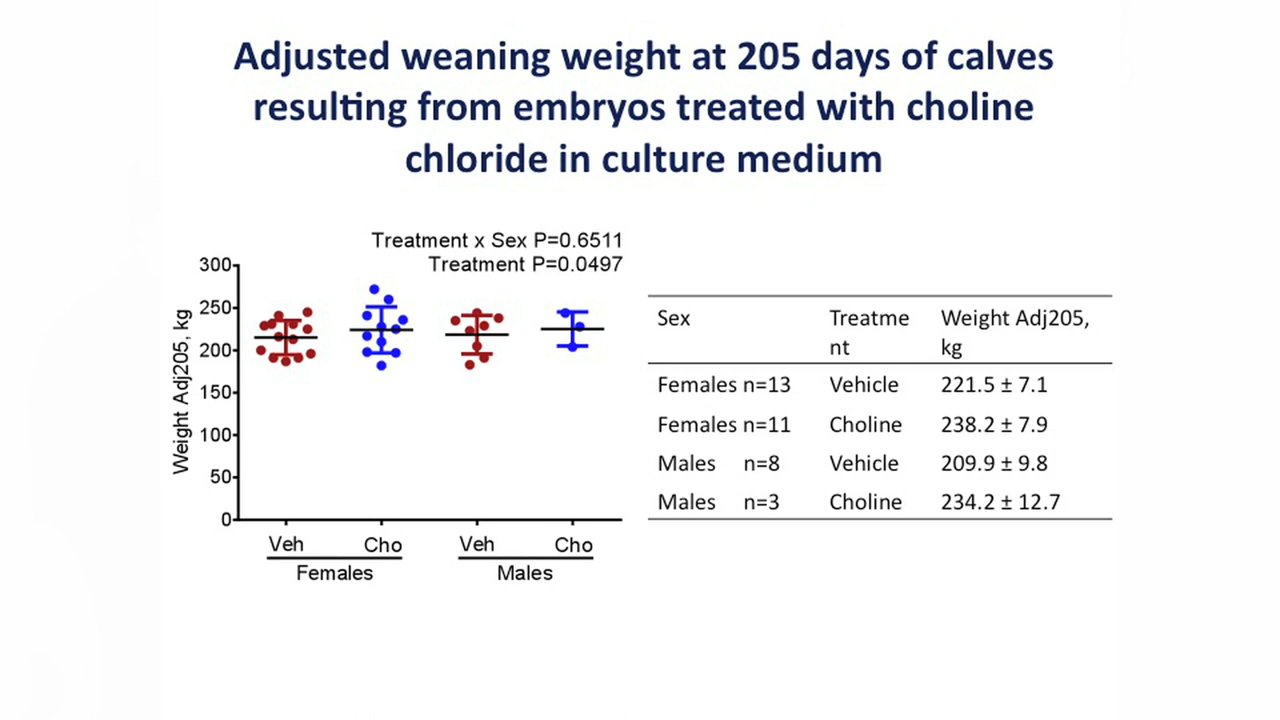 Adjusted weaning weight at 205 days of calves
resulting from embryos treated with choline
chloride in culture medium
Treatment x Sex P=0.6511
Treatment P=0.0497
Weight Adj205, kg
300
250
200
150
100
50
0
Veh Cho Veh Cho
Females Males
Sex Treatme Weight Adj205,
nt kg
Females n=13 Vehicle 221.5 ± 7.1
Females n=11 Choline 238.2 ± 7.9
Males n=8 Vehicle 209.9 ± 9.8
Males n=3 Choline 234.2 ± 12.7